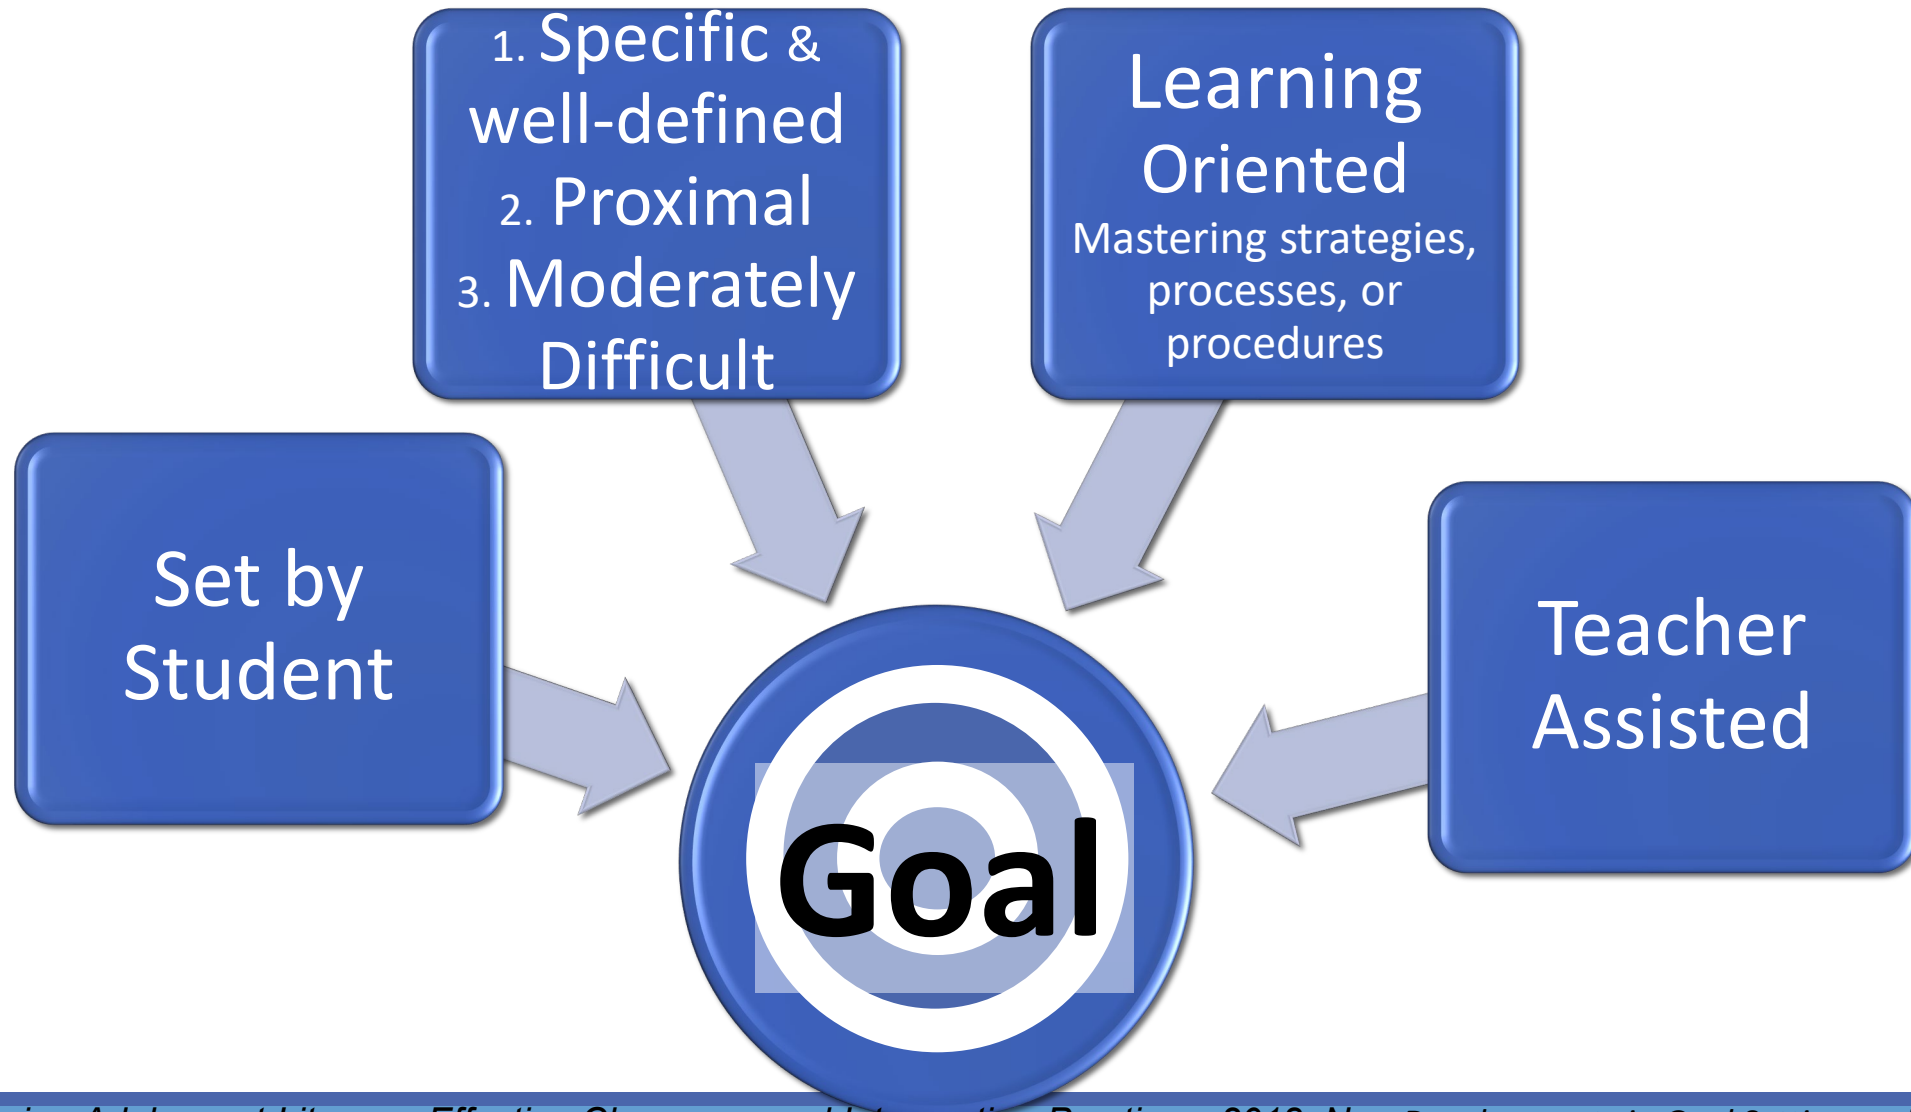 1. Specific &
well-defined
2. Proximal
3. Moderately
Difficult
Learning
Oriented
Mastering strategies,
processes, or
procedures
Set by
Student
Teacher
Assisted
Goal